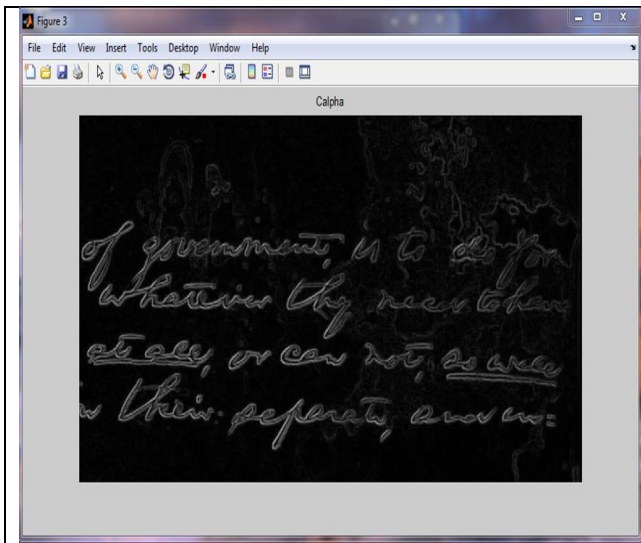 Figure 3
File Edit View Insert Tools Desktop Window Help
Calpha
of government, is to do for
whatever they need to have
at all, or can not, so well
their separate, and in=